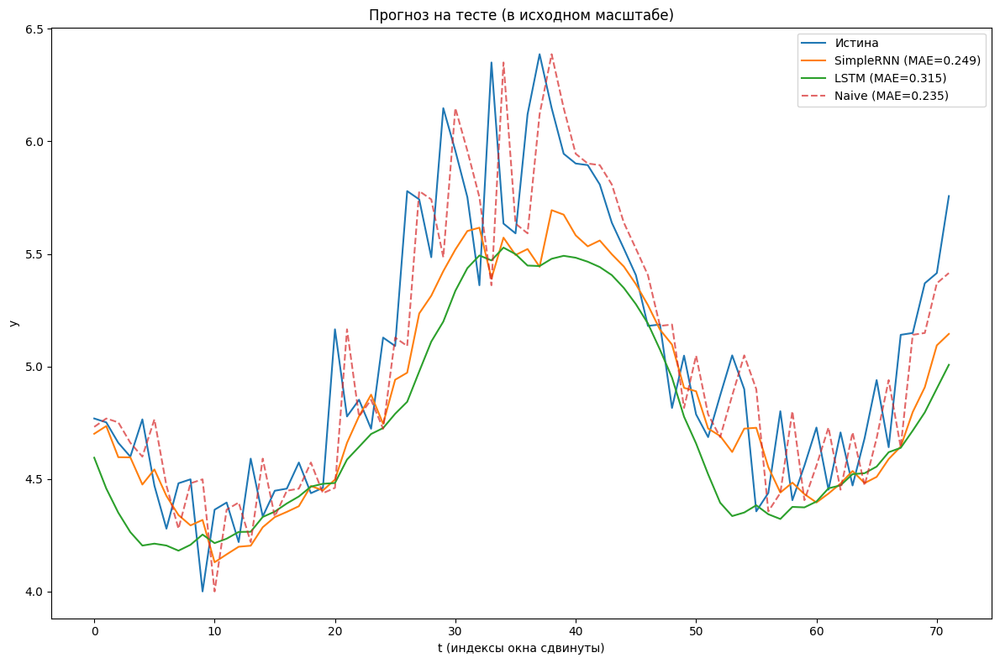 Прогноз на тесте (в исходном масштабе)
Истина
SimpleRNN (MAE=0.249)
LSTM (MAE=0.315)
Naive (MAE=0.235)
6.5
6.0
5.5
5.0
4.5
4.0
y
0 10 20 30 40 50 60 70
t (индексы окна сдвинуты)